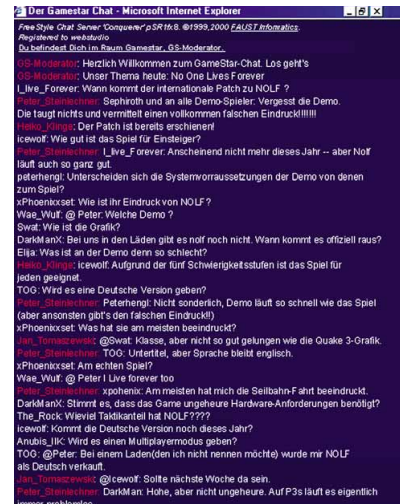 Der Gamestar Chat - Microsoft Internet Explorer
FreeStyle Chat Server 'Conquerer' pSR1fx8. ©1999,2000 FAUST Informatics.
Registered to webstudio
Du befindest Dich im Raum Gamestar, GS-Moderator.
GS-Moderator: Herzlich Willkommen zum GameStar-Chat. Los geht's
GS-Moderator: Unser Thema heute: No One Lives Forever
I_live_Forever: Wann kommt der internationale Patch zu NOLF ?
Peter_Steinlechner: Sephiroth und an alle Demo-Spieler: Vergesst die Demo.
Die taugt nichts und vermittelt einen vollkommen falschen Eindruck!!!!!!!
Heiko_Klinge: Der Patch ist bereits erschienen!
icewolf: Wie gut ist das Spiel für Einsteiger?
Peter_Steinlechner: I_live_Forever: Anscheinend nicht mehr dieses Jahr -- aber Nolf
läuft auch so ganz gut.
peterhengl: Unterscheiden sich die Systemvorraussetzungen der Demo von denen
zum Spiel?
xPhoenixxset: Wie ist ihr Eindruck von NOLF?
Wae_Wulf: @ Peter: Welche Demo ?
Swat: Wie ist die Grafik?
DarkManX: Bei uns in den Läden gibt es nolf noch nicht. Wann kommt es offiziell raus?
Elija: Was ist an der Demo denn so schlecht?
Heiko_Klinge: icewolf: Aufgrund der fünf Schwierigkeitsstufen ist das Spiel für
jeden geeignet.
TOG: Wird es eine Deutsche Version geben?
Peter_Steinlechner: Peterhengl: Nicht sonderlich, Demo läuft so schnell wie das Spiel
(aber ansonsten gibt's den falschen Eindruck!!)
xPhoenixxset: Was hat sie am meisten beeindruckt?
Jan_Tomaszewski: @Swat: Klasse, aber nicht so gut gelungen wie die Quake 3-Grafik.
Peter_Steinlechner: TOG: Untertitel, aber Sprache bleibt englisch.
xPhoenixxset: Am echten Spiel?
Wae_Wulf: @ Peter I Live forever too
Peter_Steinlechner: xpohenix: Am meisten hat mich die Seilbahn-Fahrt beeindruckt.
DarkManX: Stimmt es, dass das Game ungeheure Hardware-Anforderungen benötigt?
The_Rock: Wieviel Taktikanteil hat NOLF????
icewolf: Kommt die Deutsche Version noch dieses Jahr?
Anubis_IIK: Wird es einen Multiplayermodus geben?
TOG: @Peter: Bei einem Laden(den ich nicht nennen möchte) wurde mir NOLF
als Deutsch verkauft.
Jan_Tomaszewski: @Icewolf: Sollte nächste Woche da sein.
Peter_Steinlechner: DarkMan: Hohe, aber nicht ungeheure. Auf P3s läuft es eigentlich
immer problemlos